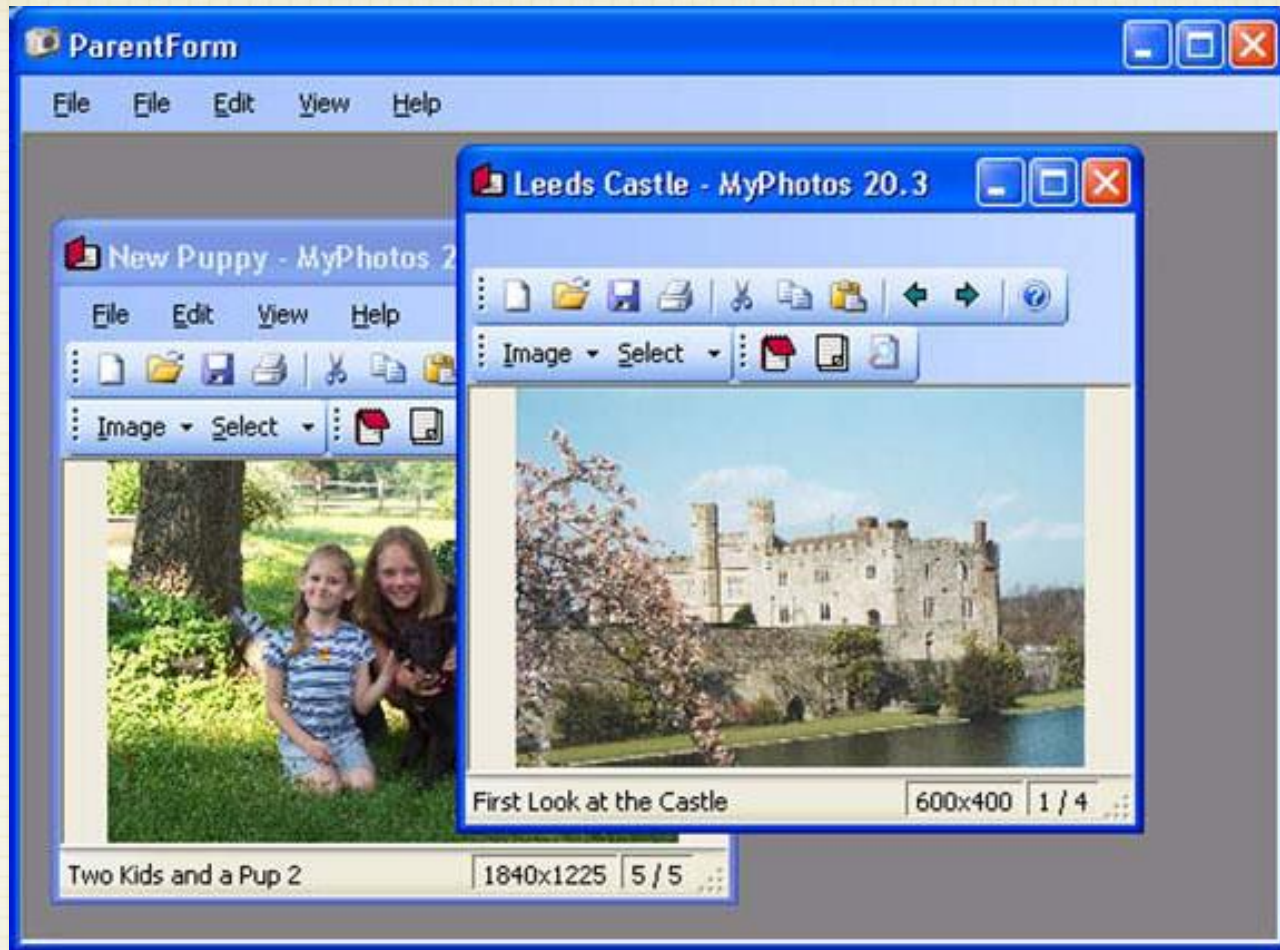 ParentForm
File File Edit View Help
Leeds Castle - MyPhotos 20.3
Image Select
First Look at the Castle 600x400 1 / 4
New Puppy - MyPhotos 2
File Edit View Help
Image Select
Two Kids and a Pup 2 1840x1225 5 / 5